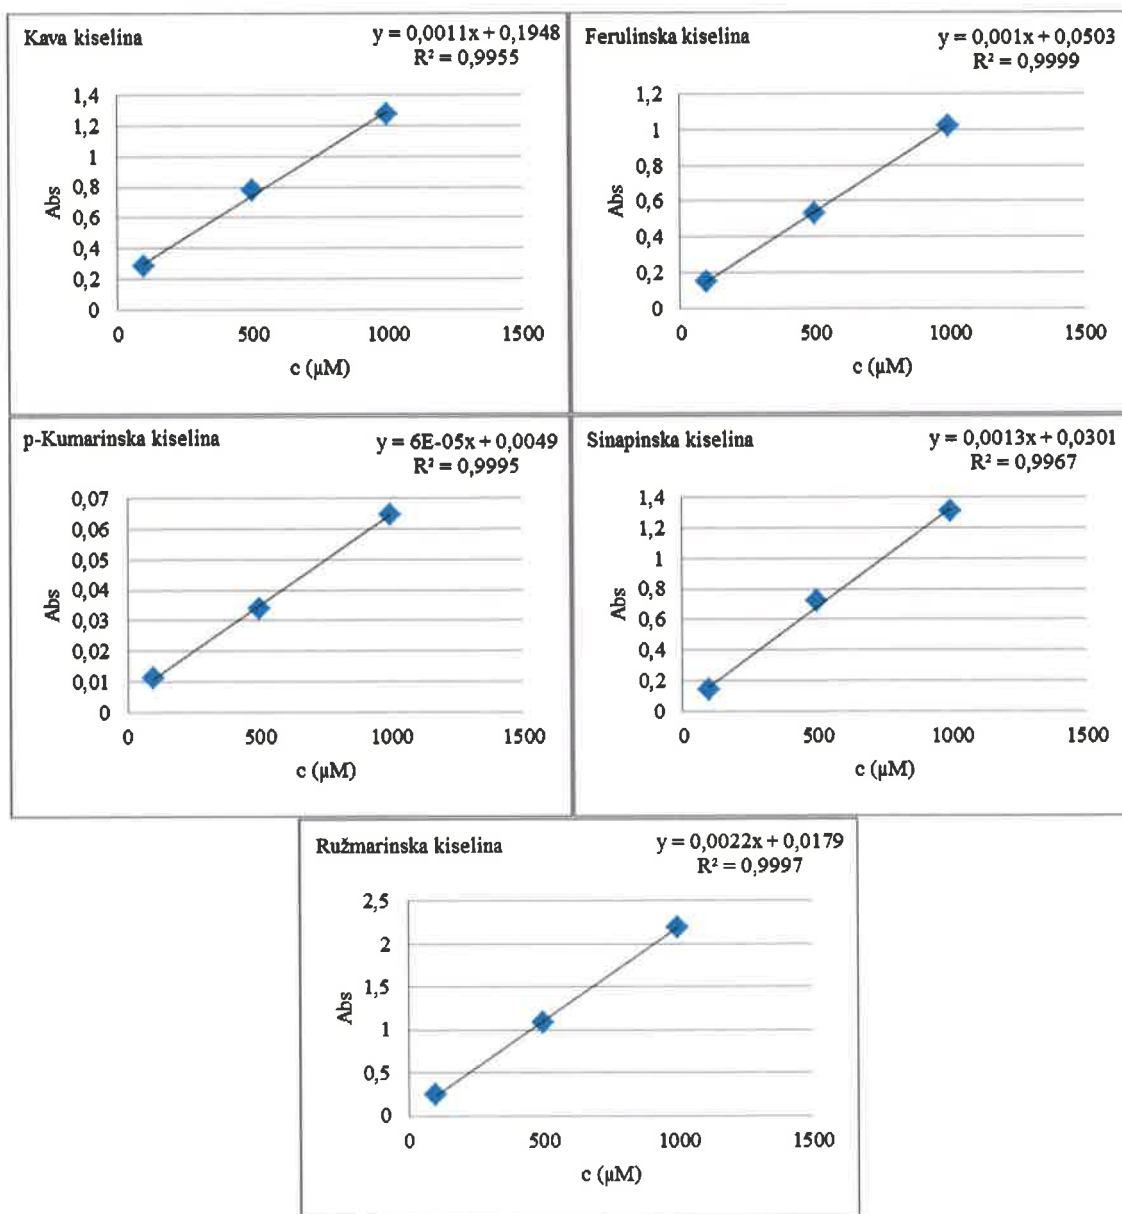 Kava kiselina
y = 0,0011x + 0,1948
R² = 0,9955
1,4
1,2
1
0,8
0,6
0,4
0,2
0
Abs
0
500
1000
1500
c (µM)
Ferulinska kiselina
y = 0,001x + 0,0503
R² = 0,9999
1,2
1
0,8
0,6
0,4
0,2
0
Abs
0
500
1000
1500
c (µM)
p-Kumarinska kiselina
y = 6E-05x + 0,0049
R² = 0,9995
0,07
0,06
0,05
0,04
0,03
0,02
0,01
0
Abs
0
500
1000
1500
c (µM)
Sinapinska kiselina
y = 0,0013x + 0,0301
R² = 0,9967
1,4
1,2
1
0,8
0,6
0,4
0,2
0
Abs
0
500
1000
1500
c (µM)
Ružmarinska kiselina
y = 0,0022x + 0,0179
R² = 0,9997
2,5
2
1,5
1
0,5
0
Abs
0
500
1000
1500
c (µM)